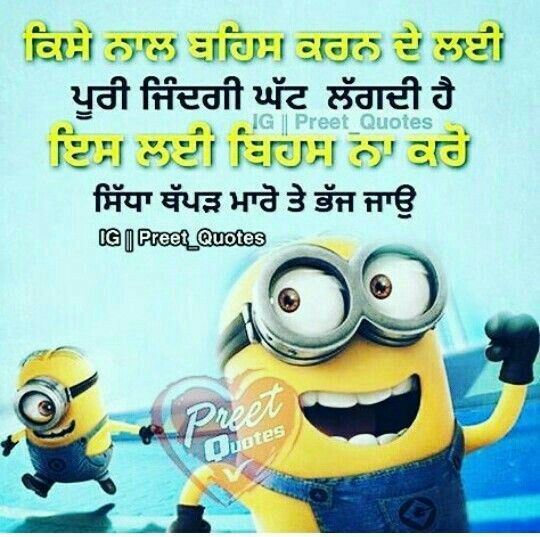 ਕਿਸੇ ਨਾਲ ਬਹਿਸ ਕਰਨ ਦੇ ਲਈ
ਪੂਰੀ ਜਿੰਦਗੀ ਘੱਟ ਲੱਗਦੀ ਹੈ
IG || Preet_Quotes
ਇਸ ਲਈ ਬਿਹਸ ਨਾ ਕਰੋ
ਸਿੱਧਾ ਥੱਪੜ ਮਾਰੋ ਤੇ ਭੱਜ ਜਾਉ
IG || Preet_Quotes
Preet
Quotes